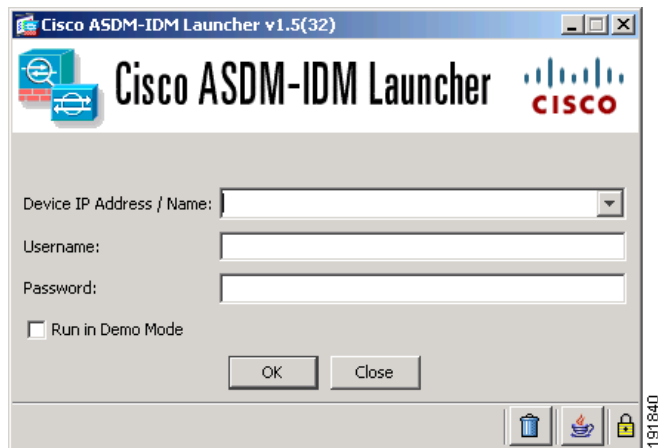 Cisco ASDM-IDM Launcher v1.5(32)
Cisco ASDM-IDM Launcher
CISCO
Device IP Address / Name:
Username:
Password:
Run in Demo Mode
OK
Close
191840